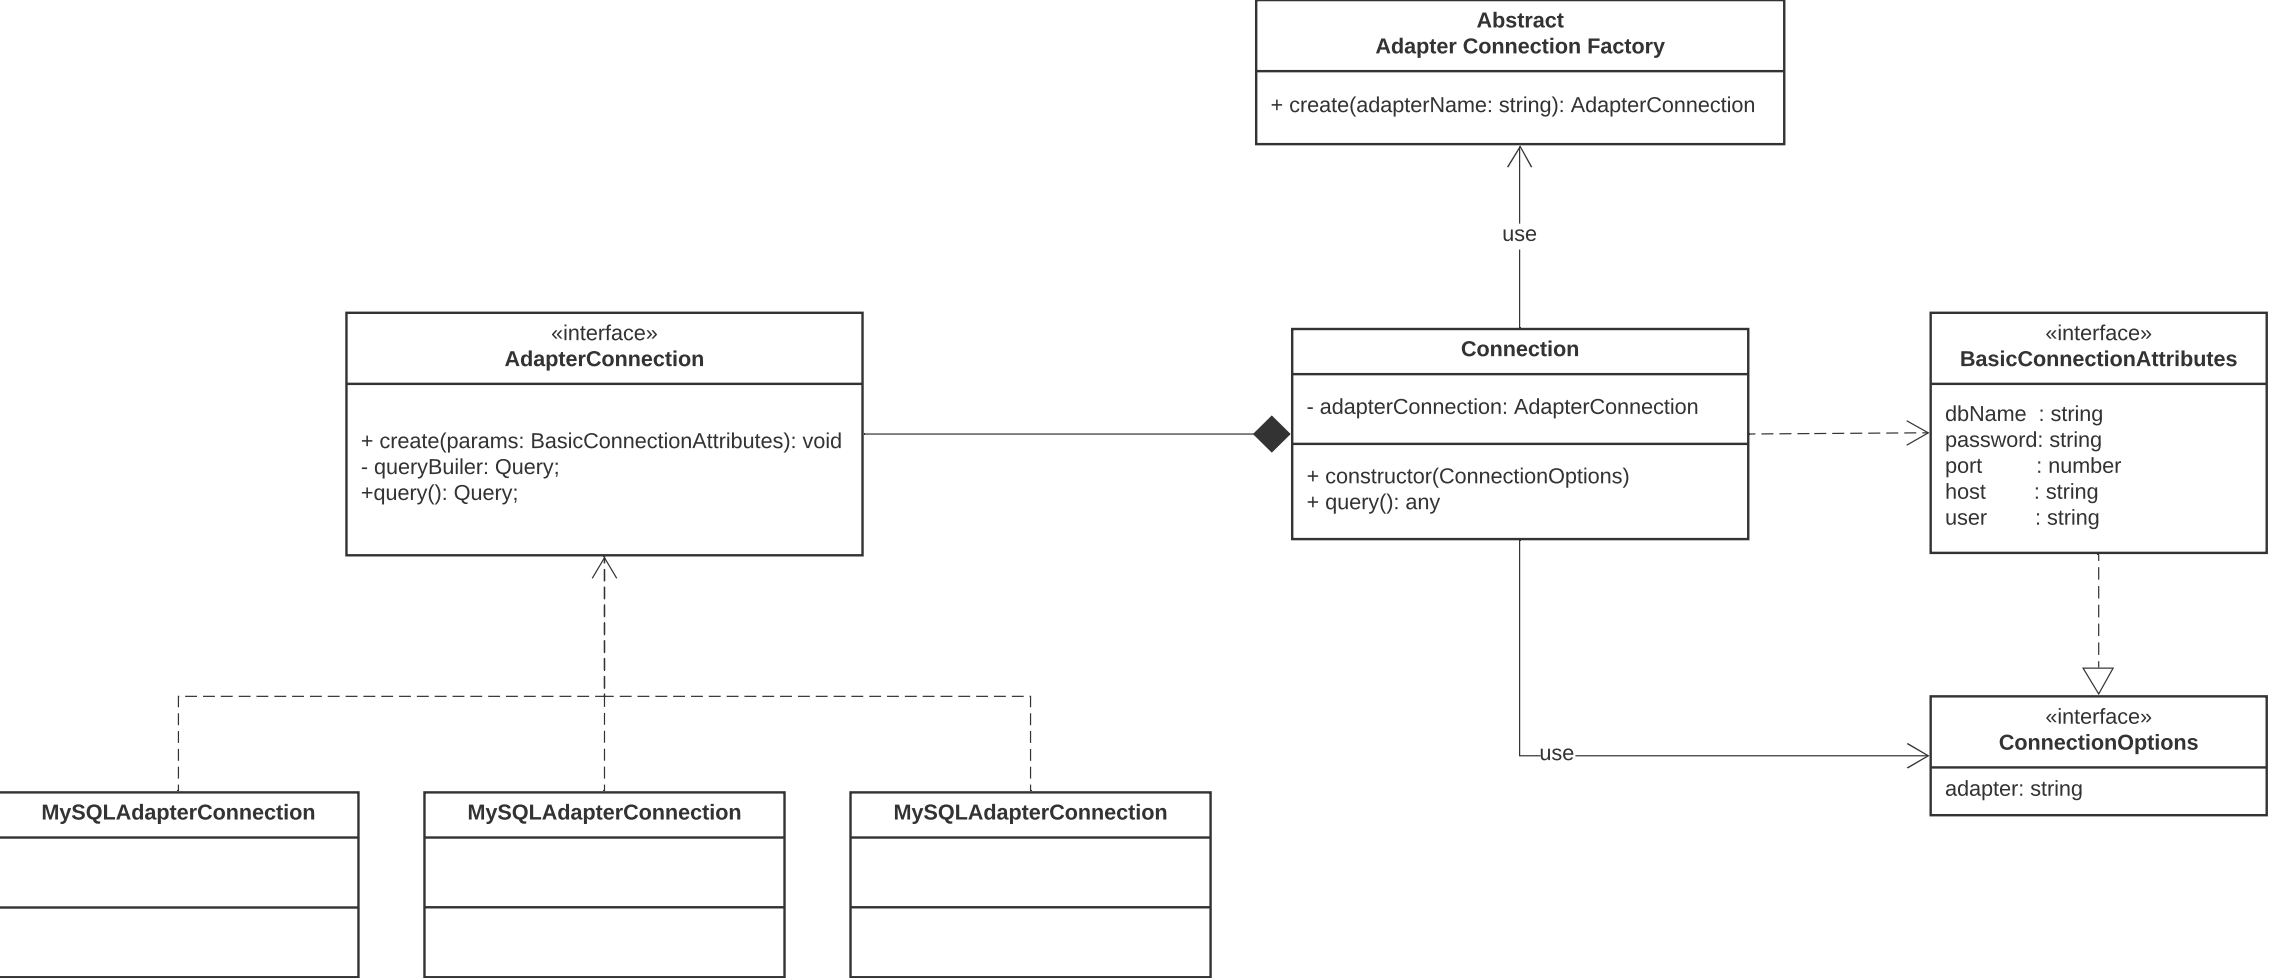 Abstract
Adapter Connection Factory
+ create(adapterName: string): AdapterConnection
use
«interface»
AdapterConnection
+ create(params: BasicConnectionAttributes): void
- queryBuiler: Query;
+query(): Query;
Connection
- adapterConnection: AdapterConnection
+ constructor(ConnectionOptions)
+ query(): any
«interface»
BasicConnectionAttributes
dbName : string
password: string
port : number
host : string
user : string
use
«interface»
ConnectionOptions
adapter: string
MySQLAdapterConnection
MySQLAdapterConnection
MySQLAdapterConnection